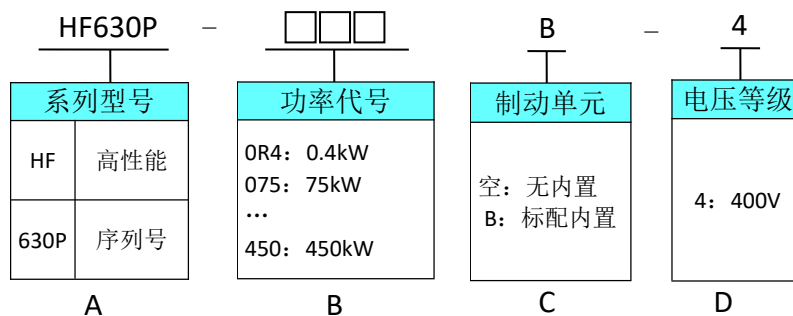 HF630P – □□□ B – 4
系列型号
HF 高性能
630P 序列号
A
功率代号
0R4：0.4kW
075：75kW
…
450：450kW
B
制动单元
空：无内置
B：标配内置
C
电压等级
4：400V
D